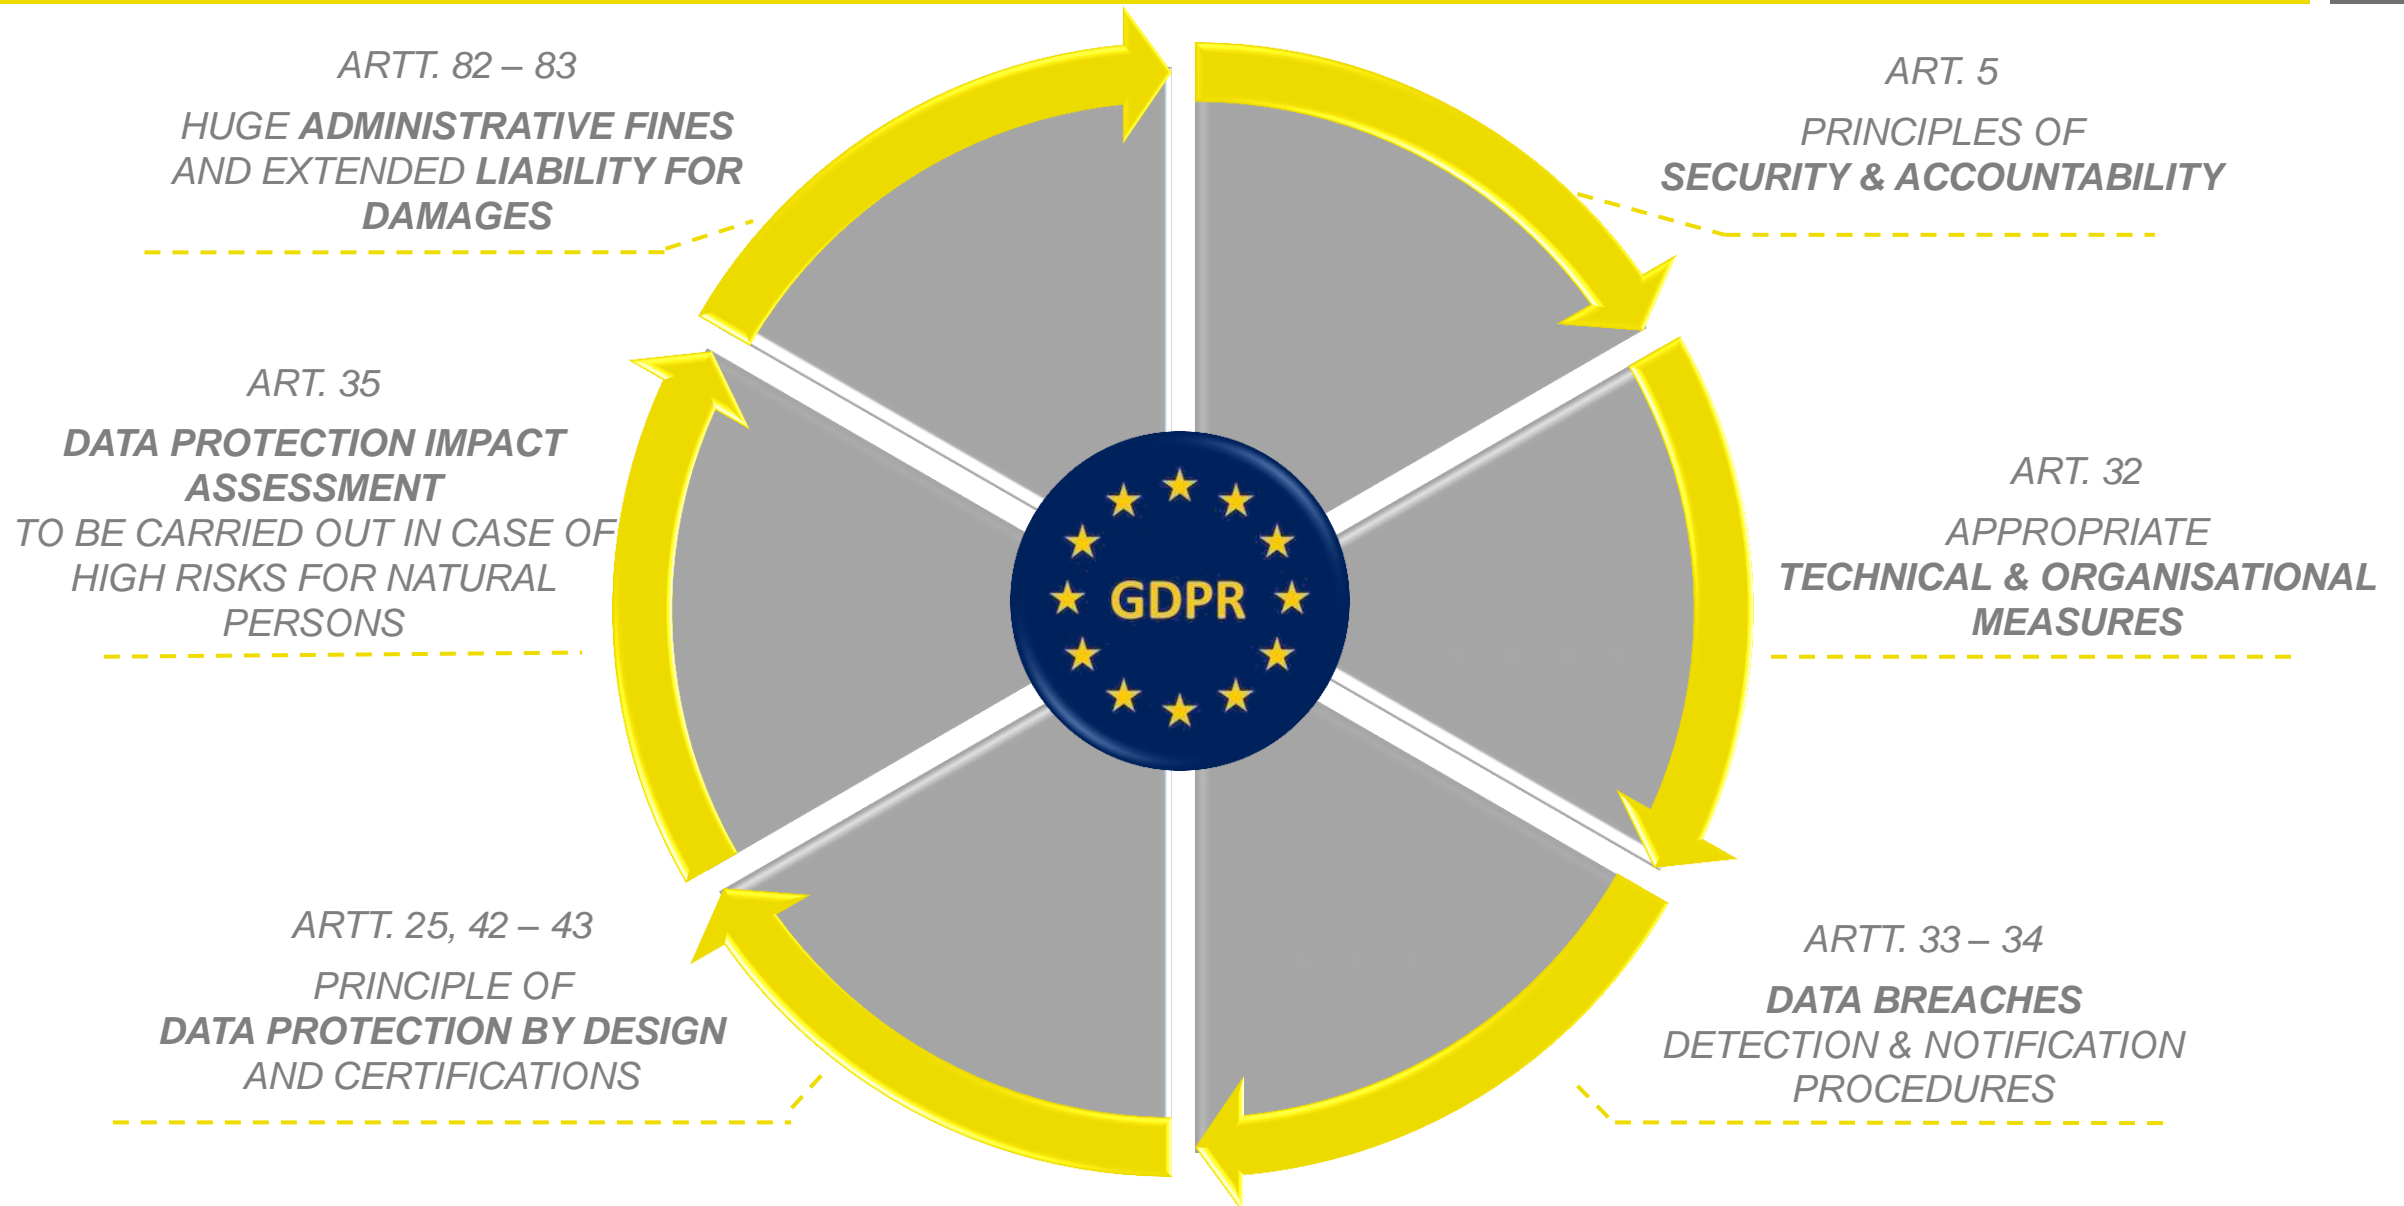 ARTT. 82 – 83
HUGE ADMINISTRATIVE FINES
AND EXTENDED LIABILITY FOR
DAMAGES
ART. 5
PRINCIPLES OF
SECURITY & ACCOUNTABILITY
ART. 35
DATA PROTECTION IMPACT
ASSESSMENT
TO BE CARRIED OUT IN CASE OF
HIGH RISKS FOR NATURAL
PERSONS
GDPR
ART. 32
APPROPRIATE
TECHNICAL & ORGANISATIONAL
MEASURES
ARTT. 25, 42 – 43
PRINCIPLE OF
DATA PROTECTION BY DESIGN
AND CERTIFICATIONS
ARTT. 33 – 34
DATA BREACHES
DETECTION & NOTIFICATION
PROCEDURES